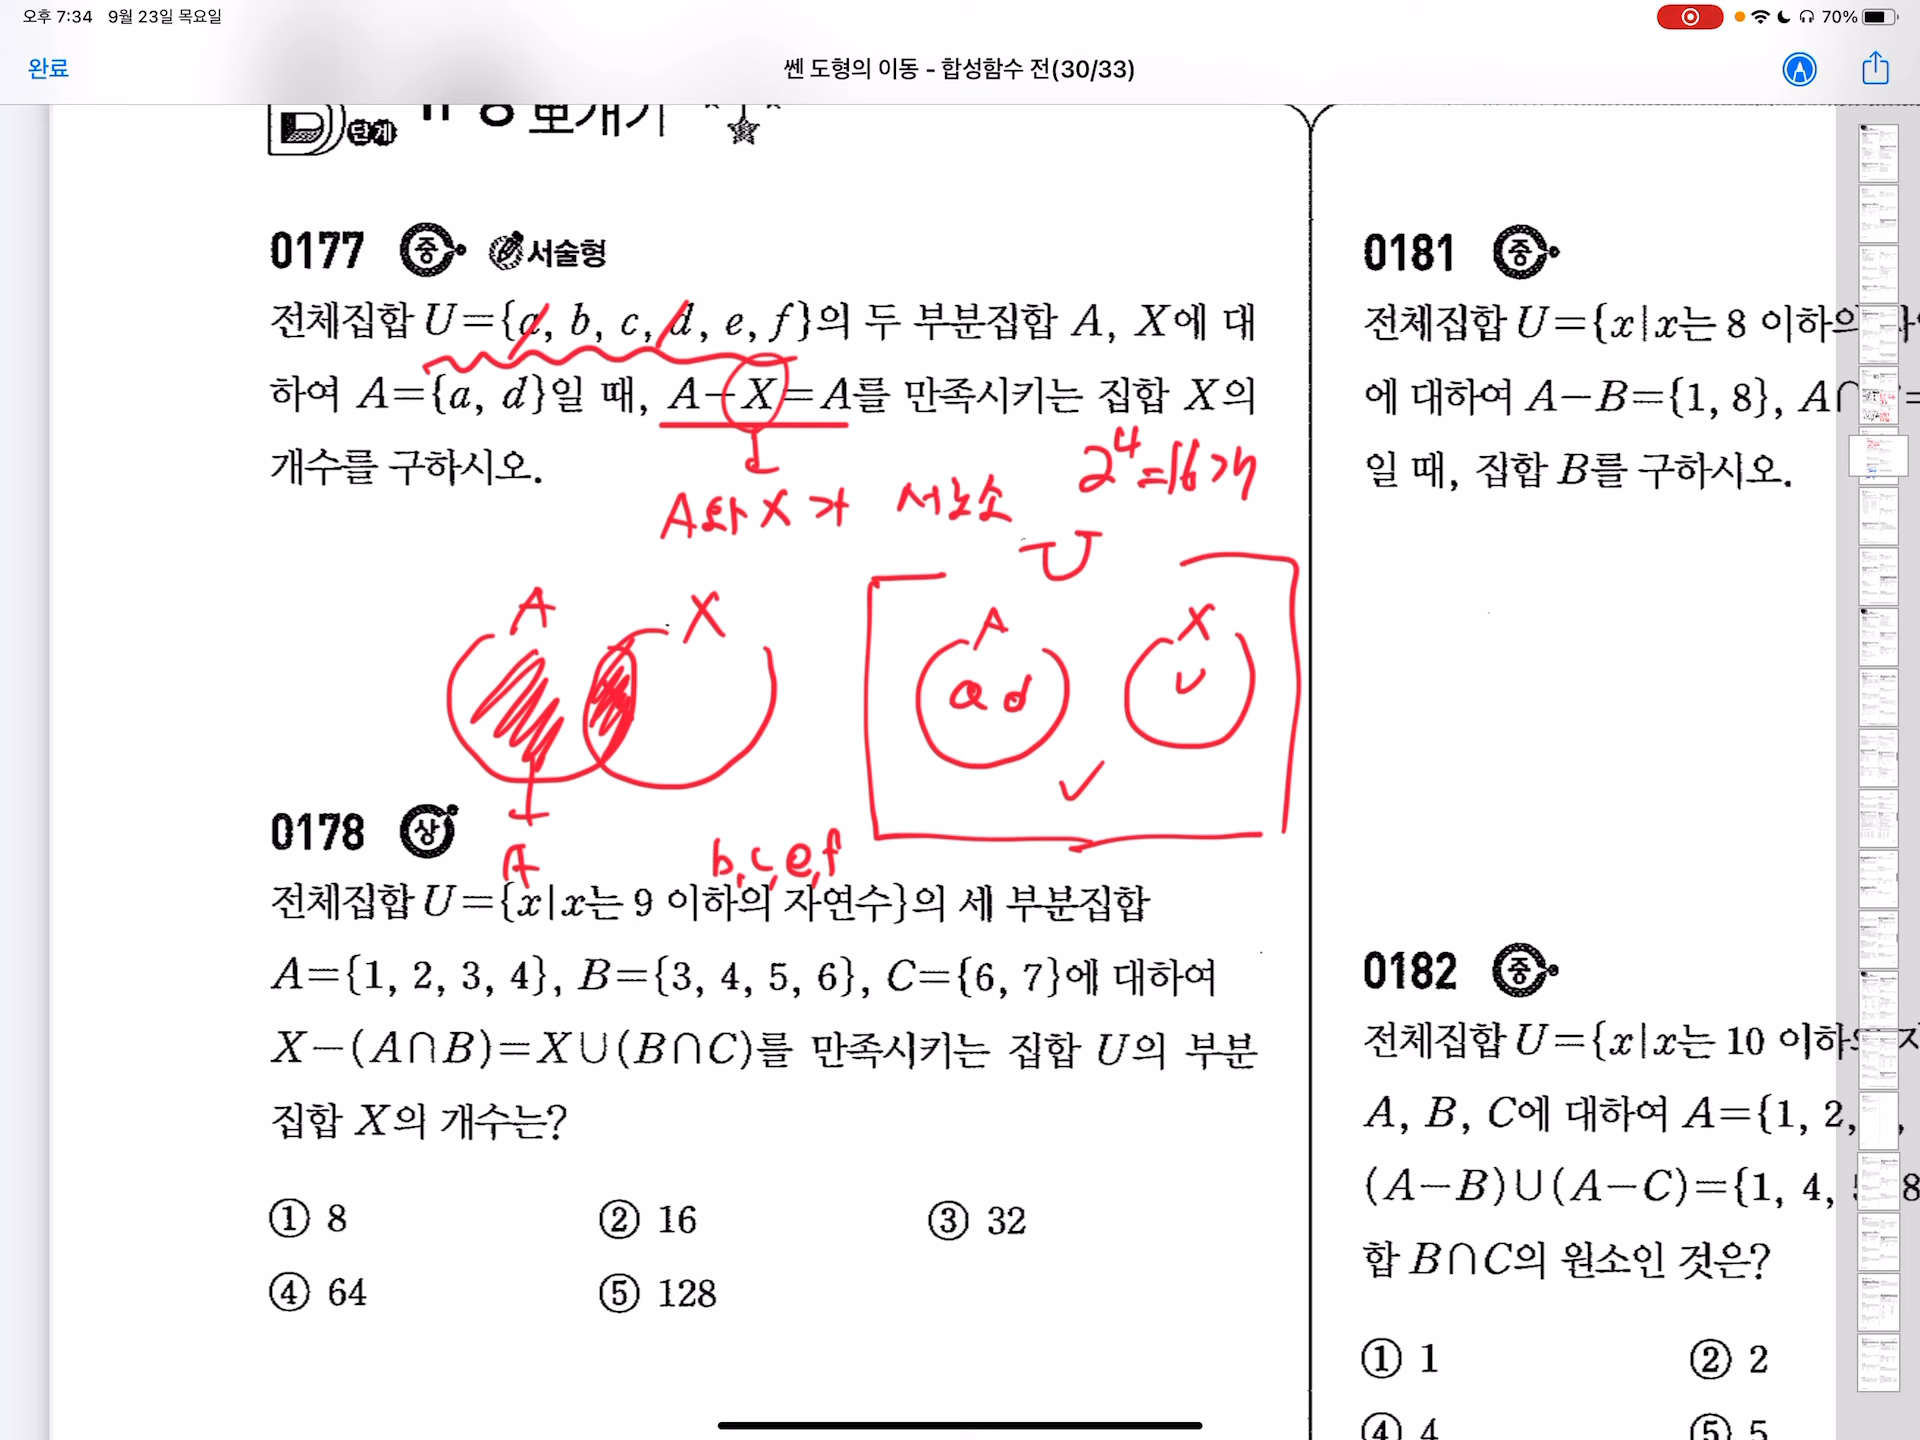 오후 7:34 9월 23일 목요일
70%
완료
쎈 도형의 이동 - 합성함수 전(30/33)
단계 뽀개기
0177 중 서술형
전체집합 U={a, b, c, d, e, f}의 두 부분집합 A, X에 대
하여 A={a, d}일 때, A-X=A를 만족시키는 집합 X의
개수를 구하시오.
2⁴=16개
A와 X가 서로소
U
A X
A X
a d
A
b, c, e, f
0178 상
전체집합 U={x|x는 9 이하의 자연수}의 세 부분집합
A={1, 2, 3, 4}, B={3, 4, 5, 6}, C={6, 7}에 대하여
X-(A∩B)=X∪(B∩C)를 만족시키는 집합 U의 부분
집합 X의 개수는?
① 8 ② 16 ③ 32
④ 64 ⑤ 128
0181 중
전체집합 U={x|x는 8 이하의
에 대하여 A-B={1, 8}, A∩
일 때, 집합 B를 구하시오.
0182 중
전체집합 U={x|x는 10 이하의
A, B, C에 대하여 A={1, 2,
(A-B)∪(A-C)={1, 4,
합 B∩C의 원소인 것은?
① 1 ② 2
④ 4 ⑤ 5